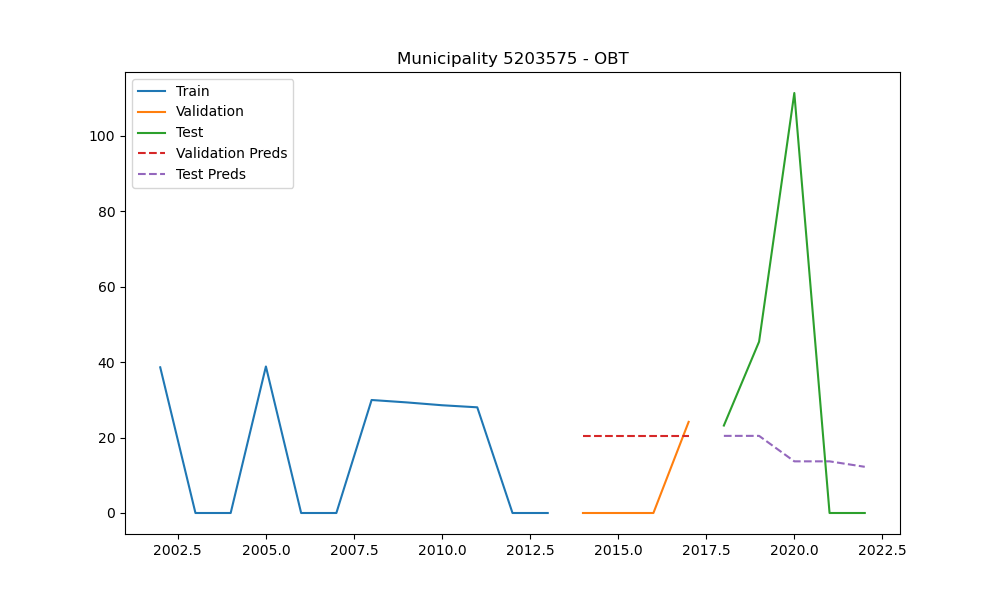 Municipality 5203575 - OBT
Train
Validation
Test
Validation Preds
Test Preds
100
80
60
40
20
0
2002.5 2005.0 2007.5 2010.0 2012.5 2015.0 2017.5 2020.0 2022.5